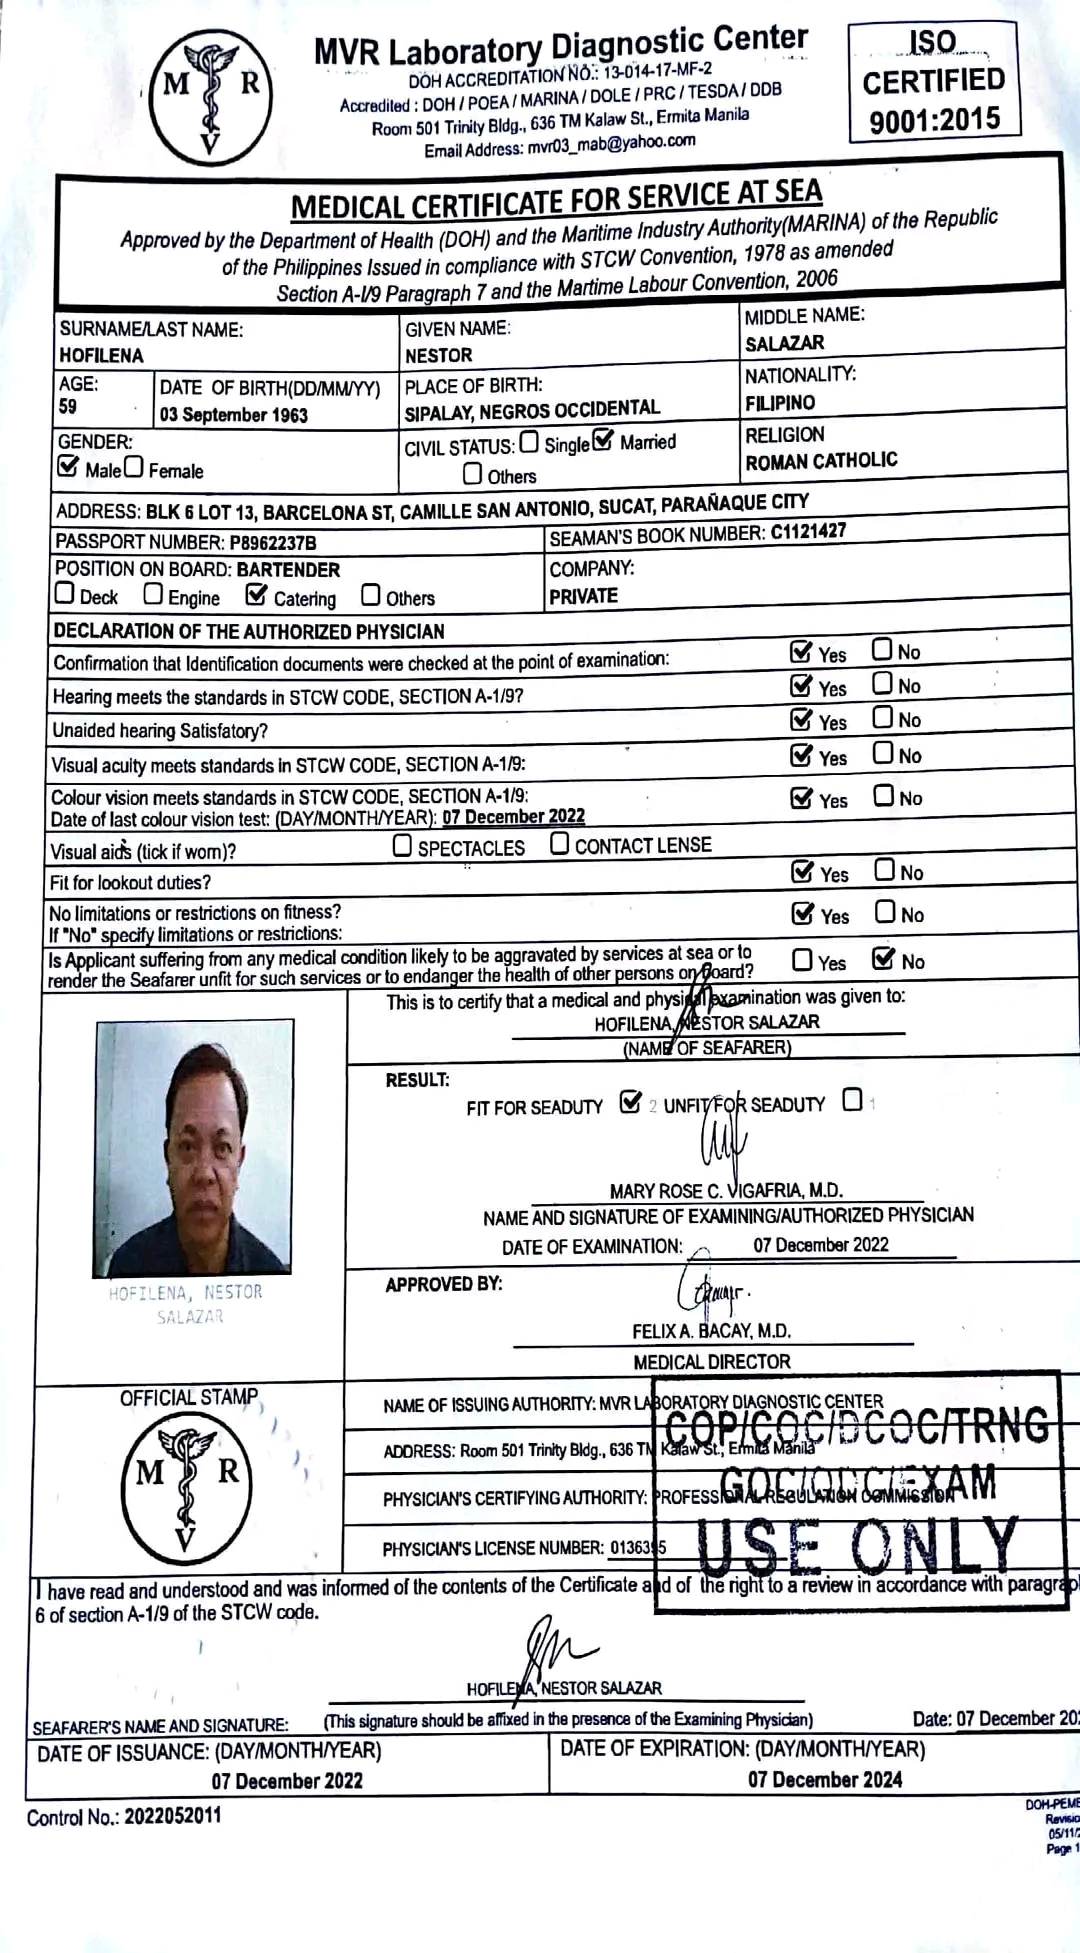 M R V
MVR Laboratory Diagnostic Center
DOH ACCREDITATION NO.: 13-014-17-MF-2
Accredited : DOH / POEA / MARINA / DOLE / PRC / TESDA / DDB
Room 501 Trinity Bldg., 636 TM Kalaw St., Ermita Manila
Email Address: mvr03_mab@yahoo.com
ISO
CERTIFIED
9001:2015
MEDICAL CERTIFICATE FOR SERVICE AT SEA
Approved by the Department of Health (DOH) and the Maritime Industry Authority(MARINA) of the Republic
of the Philippines Issued in compliance with STCW Convention, 1978 as amended
Section A-I/9 Paragraph 7 and the Martime Labour Convention, 2006
SURNAME/LAST NAME:
HOFILENA
GIVEN NAME:
NESTOR
MIDDLE NAME:
SALAZAR
AGE:
59
DATE OF BIRTH(DD/MM/YY)
03 September 1963
PLACE OF BIRTH:
SIPALAY, NEGROS OCCIDENTAL
NATIONALITY:
FILIPINO
GENDER:
Male Female
CIVIL STATUS: Single Married
Others
RELIGION
ROMAN CATHOLIC
ADDRESS: BLK 6 LOT 13, BARCELONA ST, CAMILLE SAN ANTONIO, SUCAT, PARAÑAQUE CITY
PASSPORT NUMBER: P8962237B
SEAMAN'S BOOK NUMBER: C1121427
POSITION ON BOARD: BARTENDER
Deck Engine Catering Others
COMPANY:
PRIVATE
DECLARATION OF THE AUTHORIZED PHYSICIAN
Confirmation that Identification documents were checked at the point of examination: Yes No
Hearing meets the standards in STCW CODE, SECTION A-1/9? Yes No
Unaided hearing Satisfactory? Yes No
Visual acuity meets standards in STCW CODE, SECTION A-1/9: Yes No
Colour vision meets standards in STCW CODE, SECTION A-1/9: Yes No
Date of last colour vision test: (DAY/MONTH/YEAR): 07 December 2022
Visual aids (tick if worn)? SPECTACLES CONTACT LENSE
Fit for lookout duties? Yes No
No limitations or restrictions on fitness? Yes No
If "No" specify limitations or restrictions:
Is Applicant suffering from any medical condition likely to be aggravated by services at sea or to
render the Seafarer unfit for such services or to endanger the health of other persons on board? Yes No
This is to certify that a medical and physical examination was given to:
HOFILENA, NESTOR SALAZAR
(NAME OF SEAFARER)
RESULT:
FIT FOR SEADUTY 2 UNFIT FOR SEADUTY 1
MARY ROSE C. VIGAFRIA, M.D.
NAME AND SIGNATURE OF EXAMINING/AUTHORIZED PHYSICIAN
DATE OF EXAMINATION: 07 December 2022
HOFILENA, NESTOR
SALAZAR
APPROVED BY:
FELIX A. BACAY, M.D.
MEDICAL DIRECTOR
OFFICIAL STAMP
M R V
NAME OF ISSUING AUTHORITY: MVR LABORATORY DIAGNOSTIC CENTER
ADDRESS: Room 501 Trinity Bldg., 636 TM Kalaw St., Ermita Manila
PHYSICIAN'S CERTIFYING AUTHORITY: PROFESSIONAL REGULATION COMMISSION
PHYSICIAN'S LICENSE NUMBER: 0136395
COP/COC/DCOC/TRNG
GOC/ODC/EXAM
USE ONLY
I have read and understood and was informed of the contents of the Certificate and of the right to a review in accordance with paragraph
6 of section A-1/9 of the STCW code.
HOFILENA, NESTOR SALAZAR
SEAFARER'S NAME AND SIGNATURE: (This signature should be affixed in the presence of the Examining Physician) Date: 07 December 20
DATE OF ISSUANCE: (DAY/MONTH/YEAR)
07 December 2022
DATE OF EXPIRATION: (DAY/MONTH/YEAR)
07 December 2024
Control No.: 2022052011
DOH-PEME
Revisio
05/11/2
Page 1